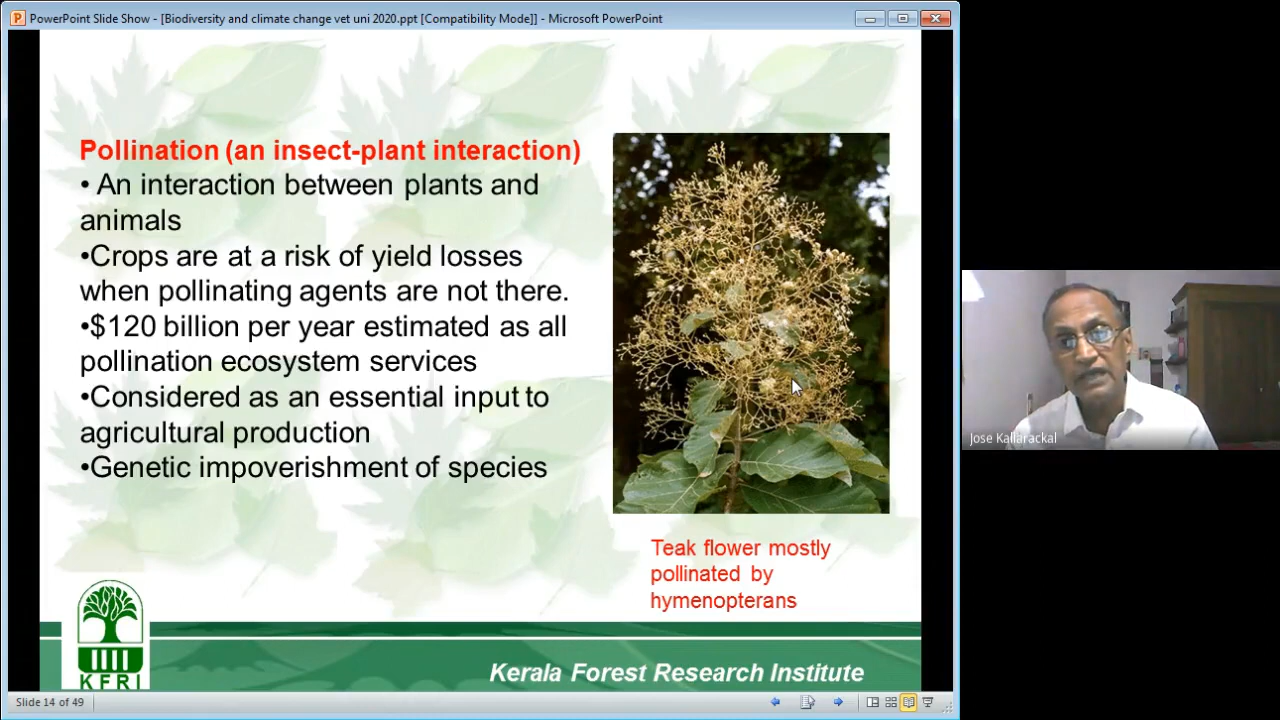 PowerPoint Slide Show - [Biodiversity and climate change vet uni 2020.ppt [Compatibility Mode]] - Microsoft PowerPoint
Pollination (an insect-plant interaction)
• An interaction between plants and
animals
•Crops are at a risk of yield losses
when pollinating agents are not there.
•$120 billion per year estimated as all
pollination ecosystem services
•Considered as an essential input to
agricultural production
•Genetic impoverishment of species
Teak flower mostly
pollinated by
hymenopterans
Jose Kallarackal
KFRI
Kerala Forest Research Institute
Slide 14 of 49